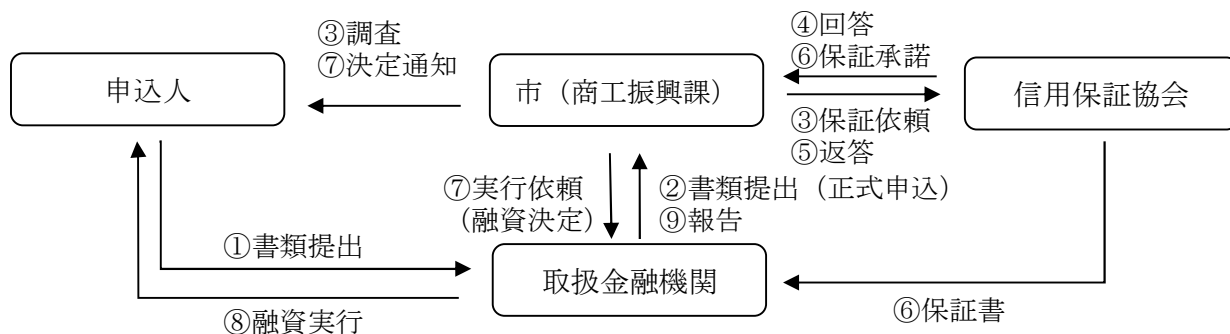 ③調査
⑦決定通知
④回答
⑥保証承諾
申込人
市（商工振興課）
信用保証協会
③保証依頼
⑤返答
⑦実行依頼
（融資決定）
②書類提出（正式申込）
⑨報告
①書類提出
取扱金融機関
⑥保証書
⑧融資実行